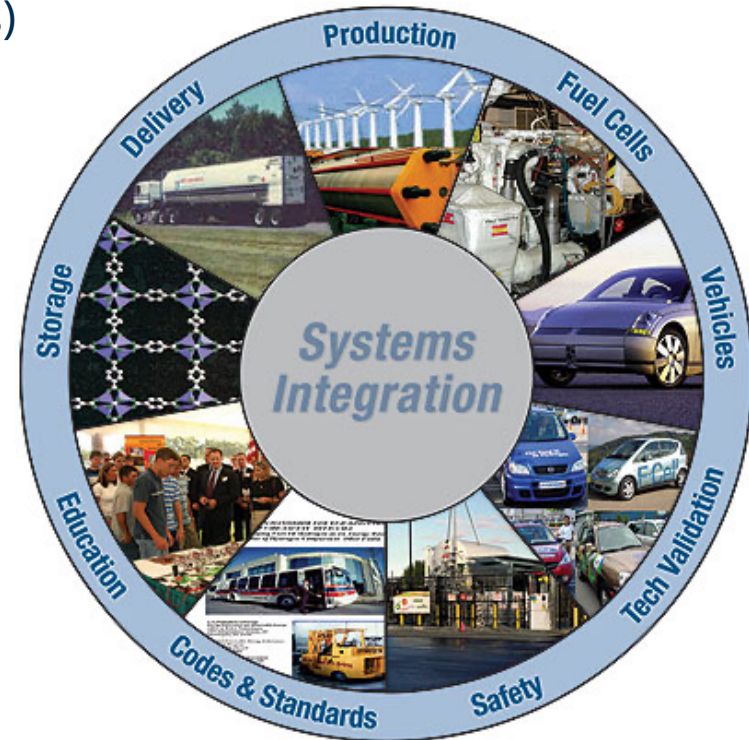 )
Production
Fuel Cells
Vehicles
Tech Validation
Safety
Codes & Standards
Education
Storage
Delivery
Systems
Integration
F-Cell